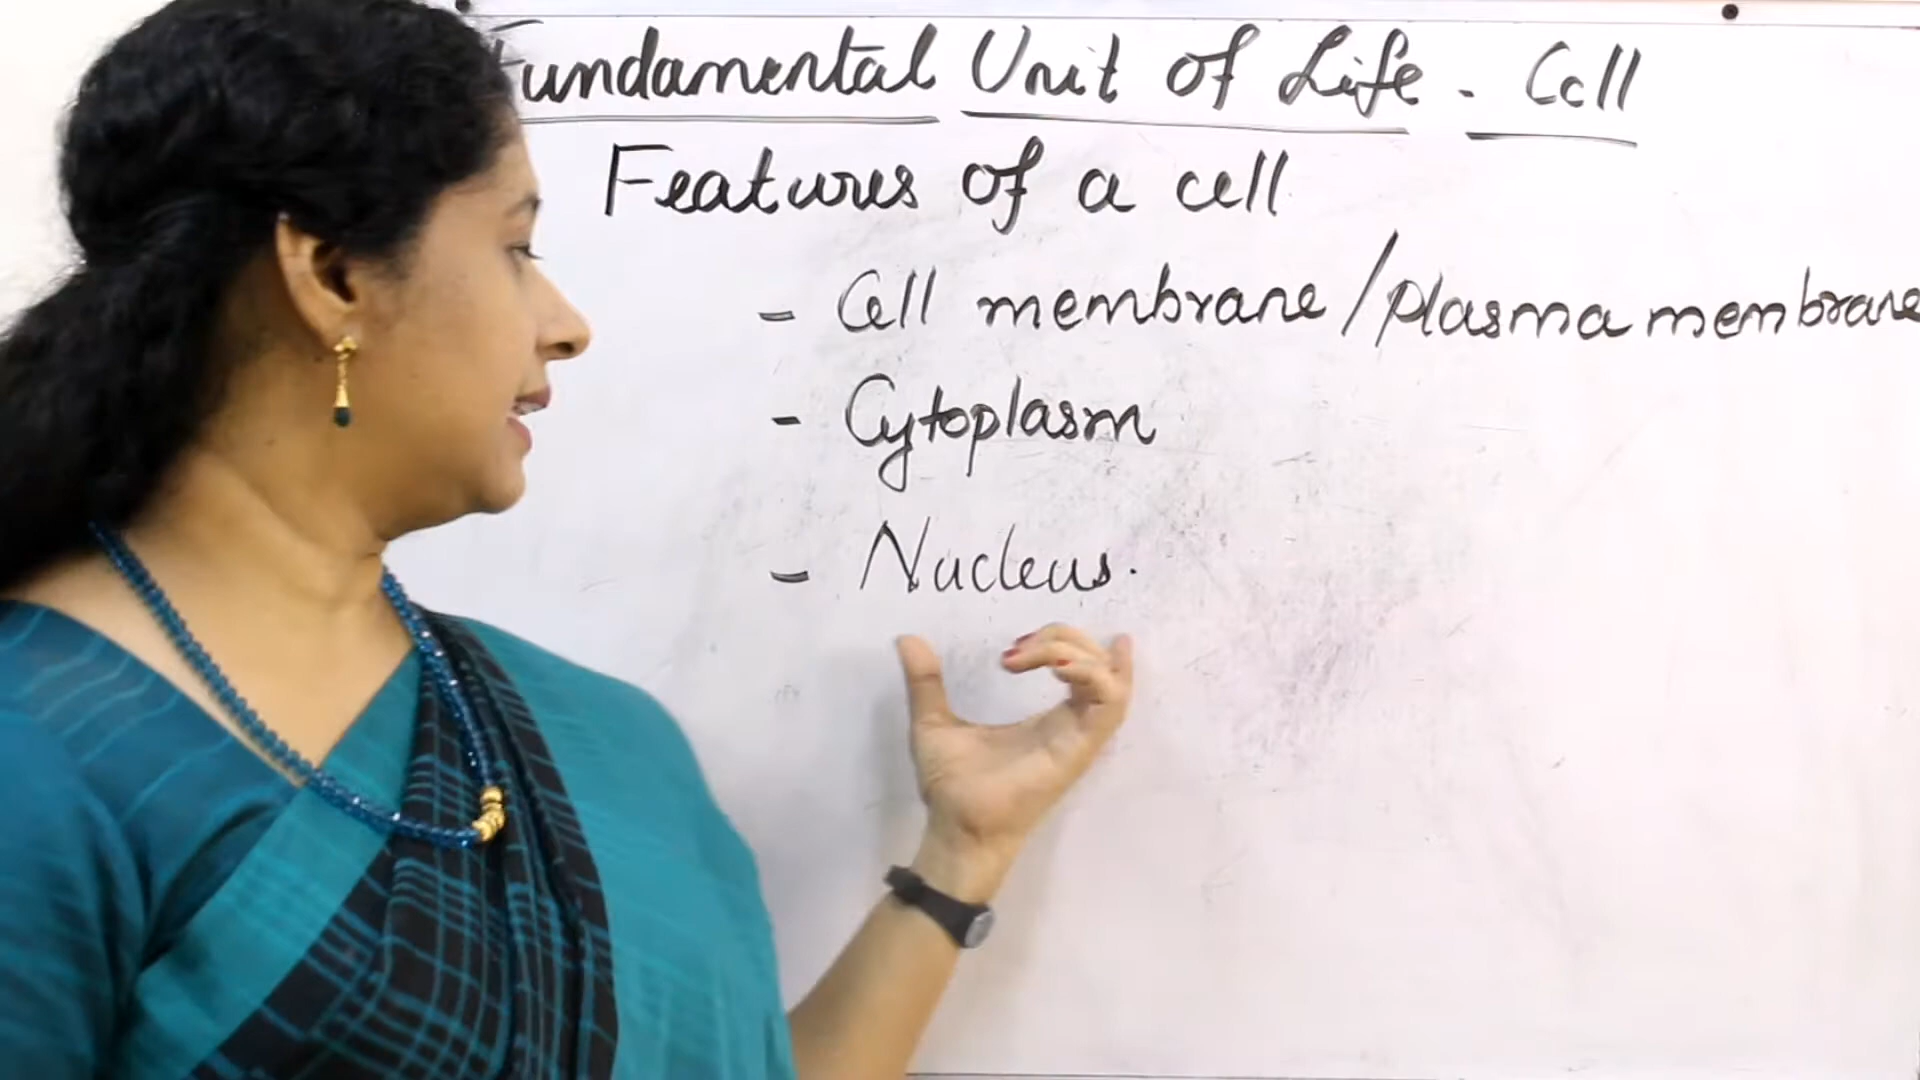 Fundamental Unit of Life - Cell
Features of a cell
- Cell membrane/plasma membrane
- Cytoplasm
- Nucleus.